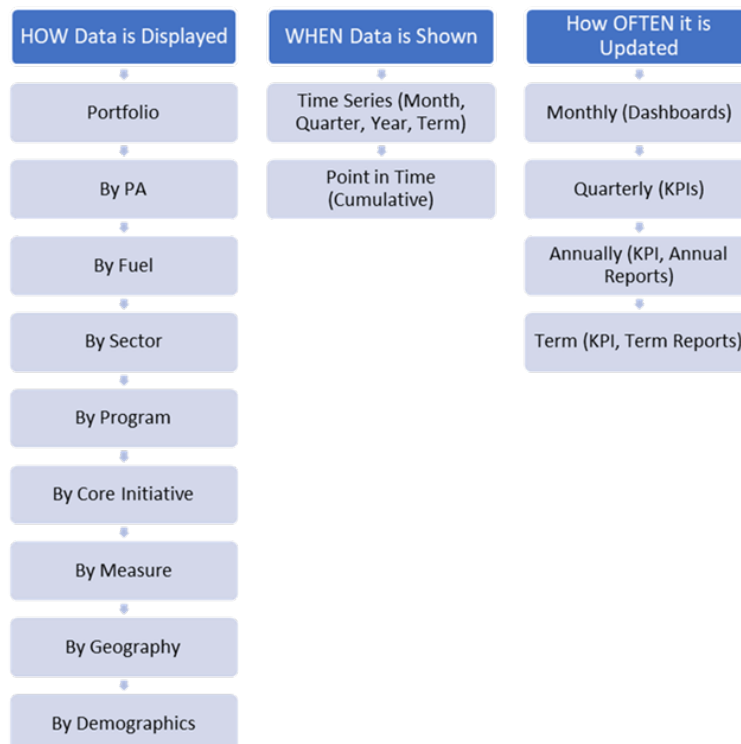 HOW Data is Displayed
Portfolio
By PA
By Fuel
By Sector
By Program
By Core Initiative
By Measure
By Geography
By Demographics
WHEN Data is Shown
Time Series (Month,
Quarter, Year, Term)
Point in Time
(Cumulative)
How OFTEN it is
Updated
Monthly (Dashboards)
Quarterly (KPIs)
Annually (KPI, Annual
Reports)
Term (KPI, Term Reports)